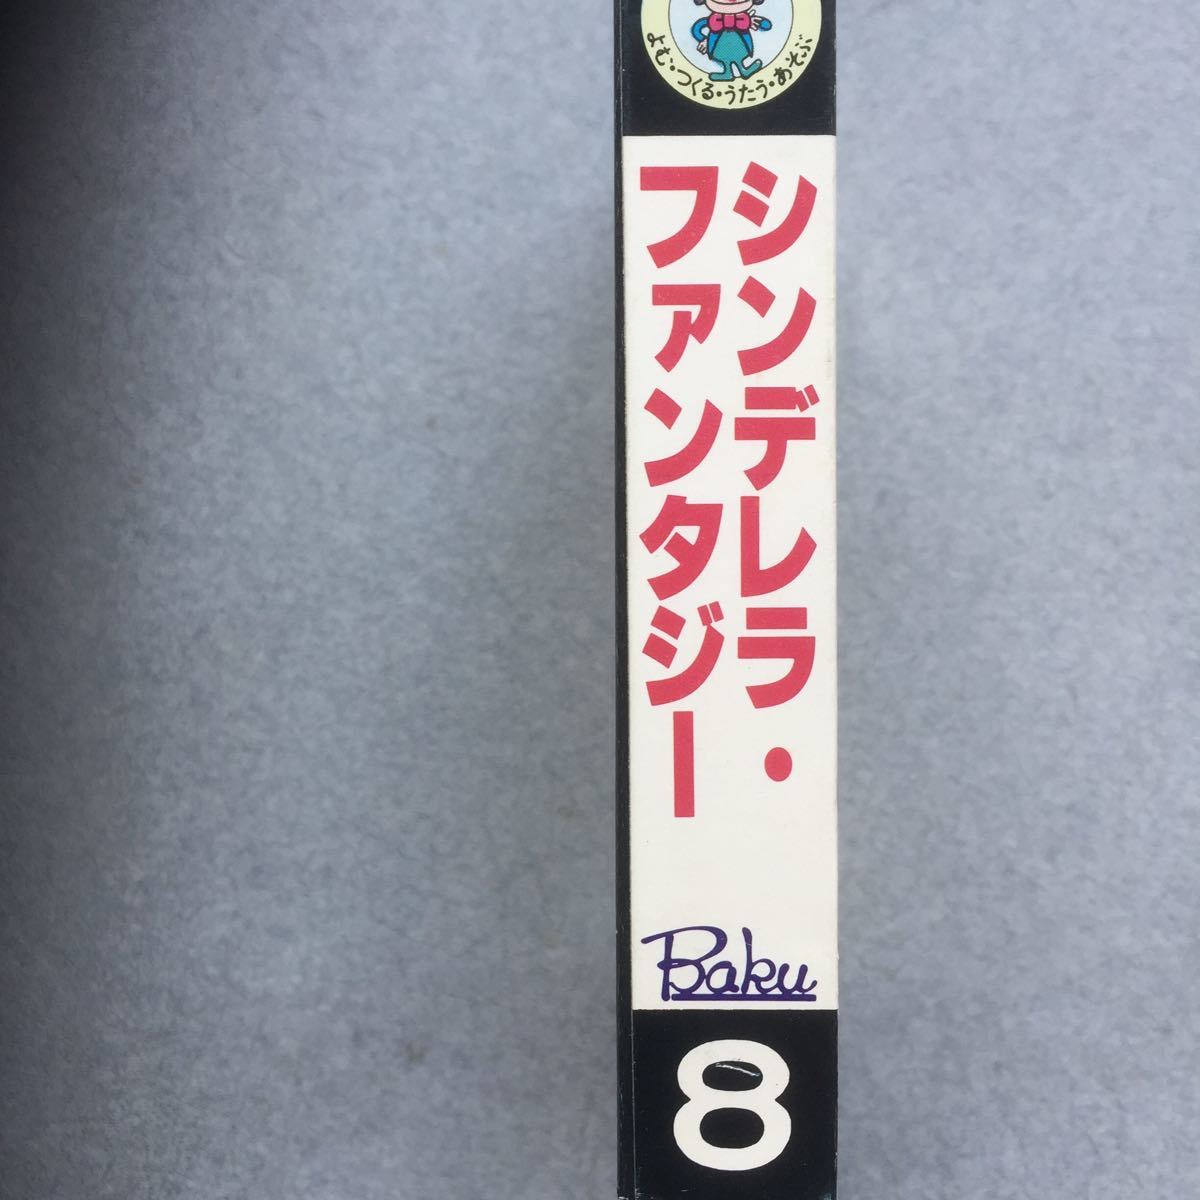 よむ・つくる・うたう・あそぶ
シンデレラ・
ファンタジー
Baku
8